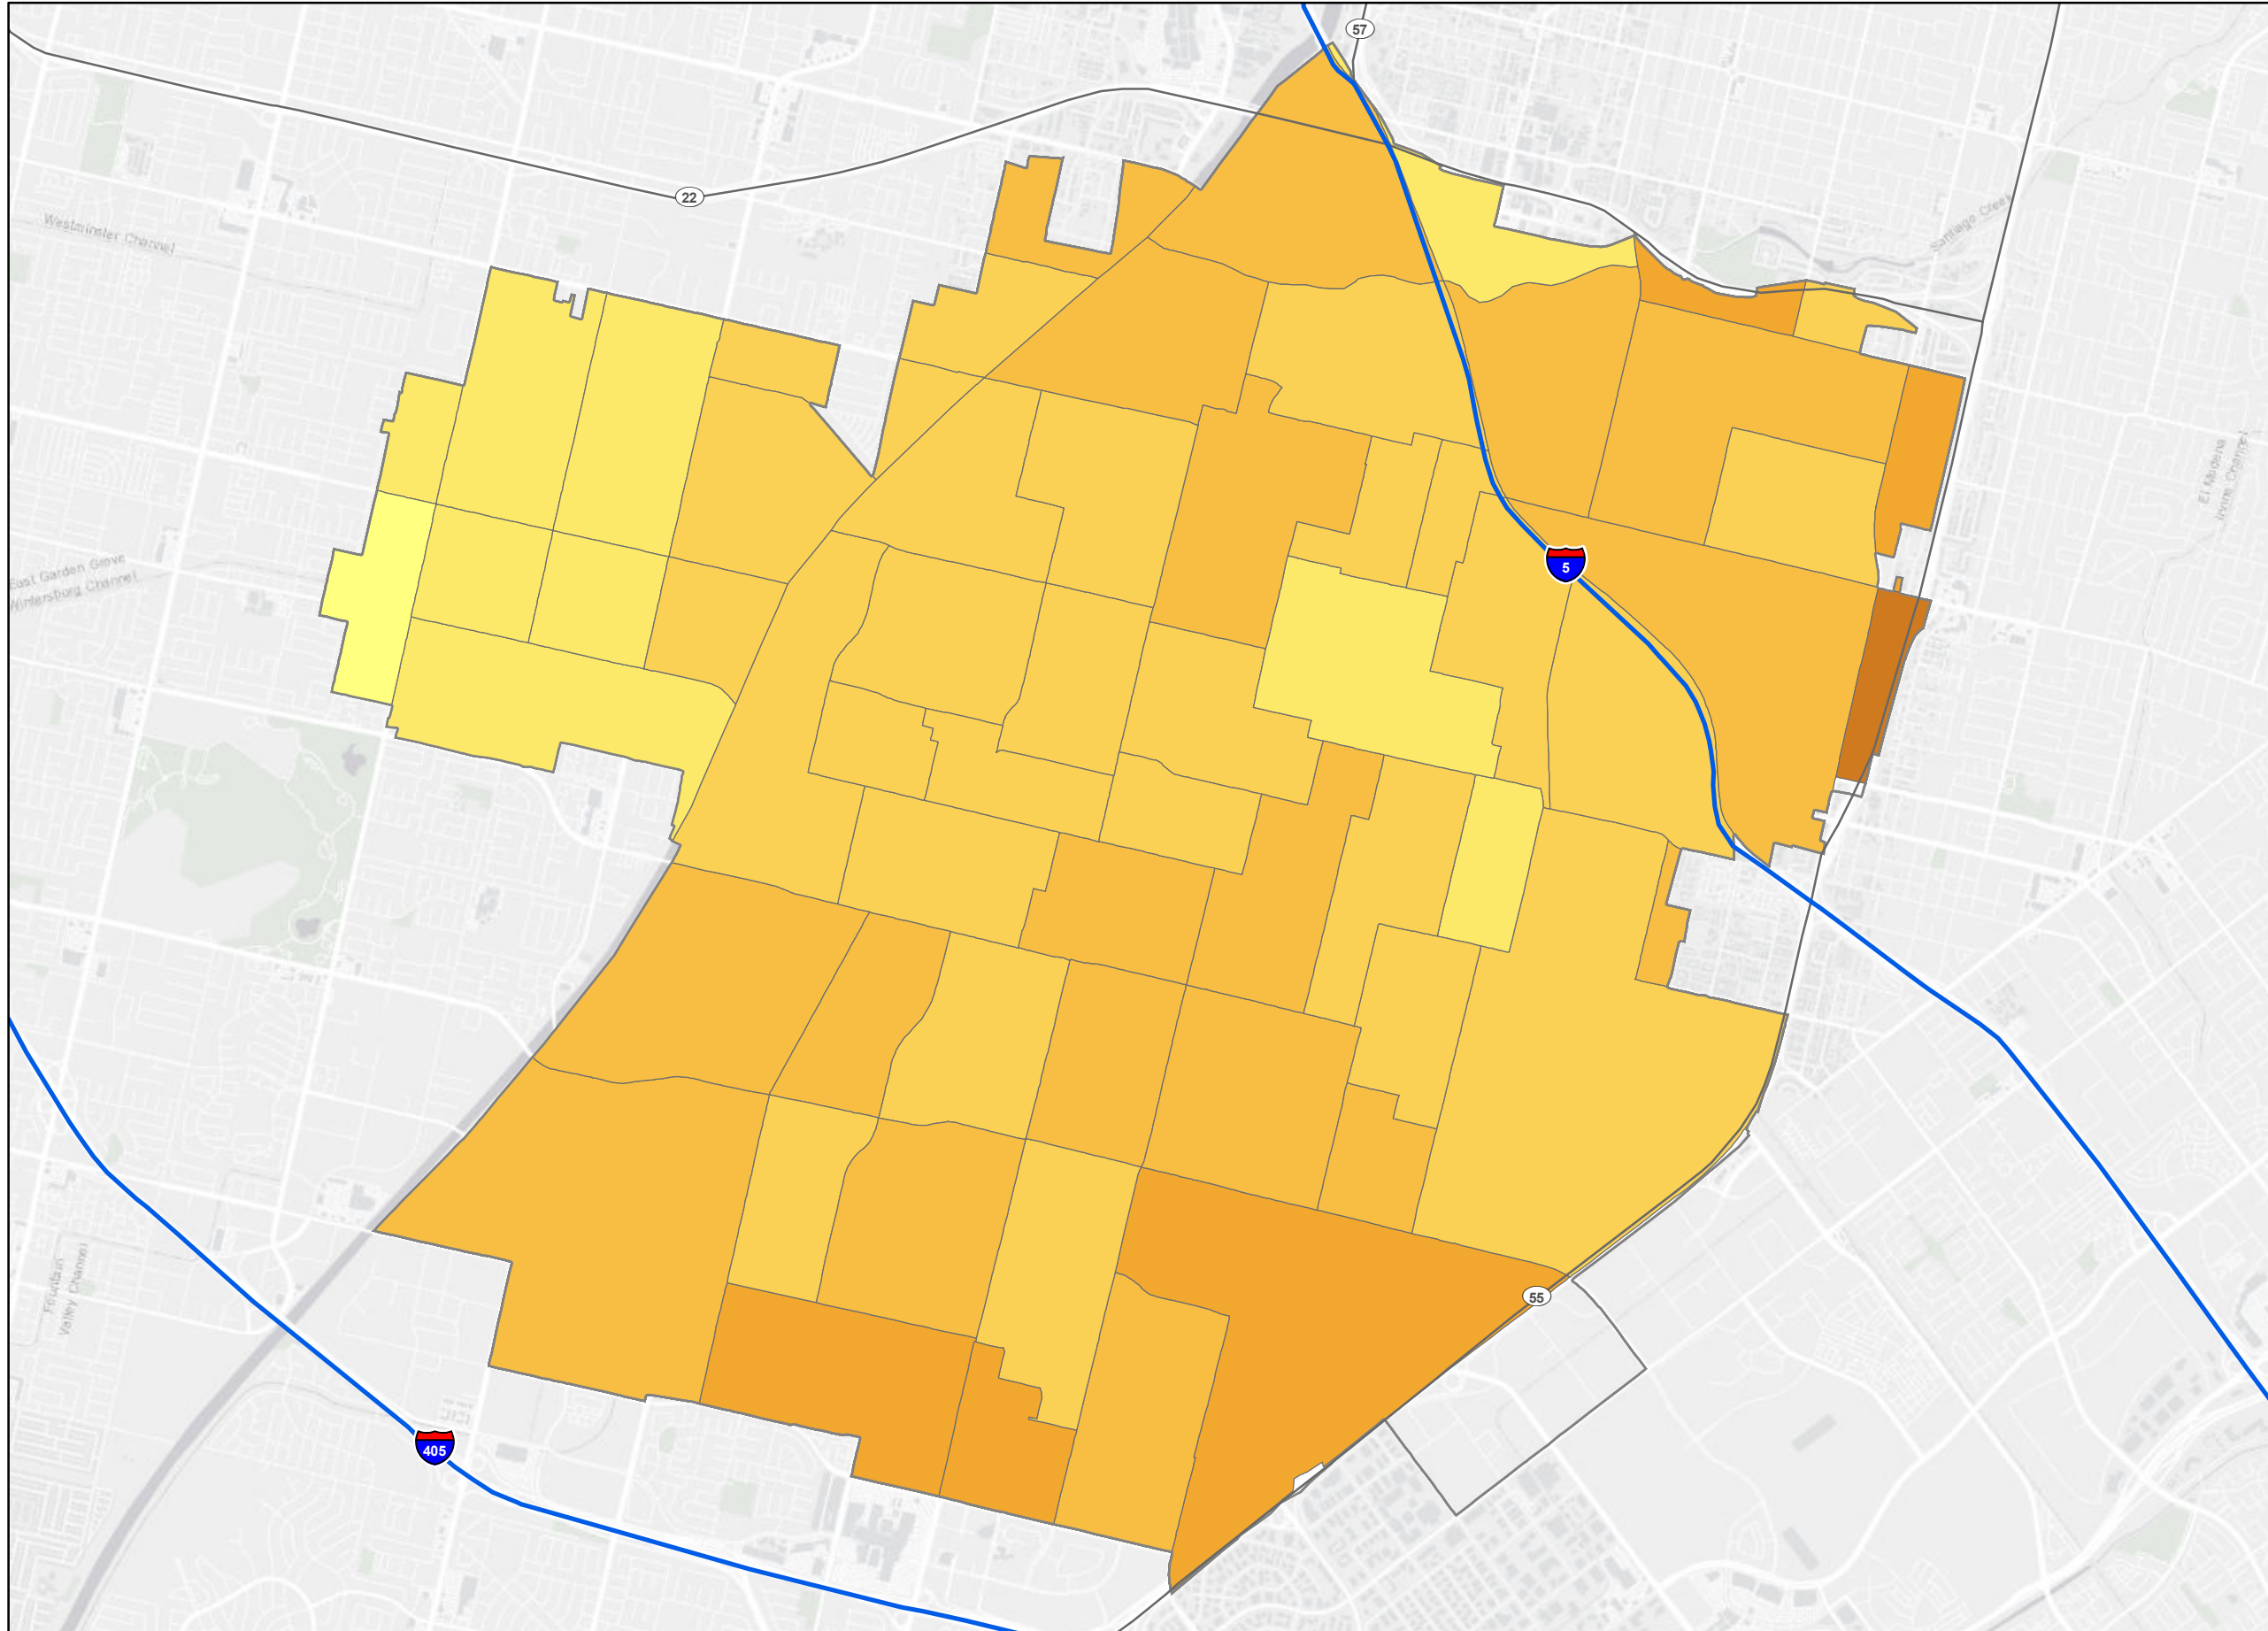 57
22
Westminster Channel
Santiago Creek
El Modena
Irvine Channel
5
East Garden Grove
Wintersburg Channel
Fountain
Valley Channel
55
405